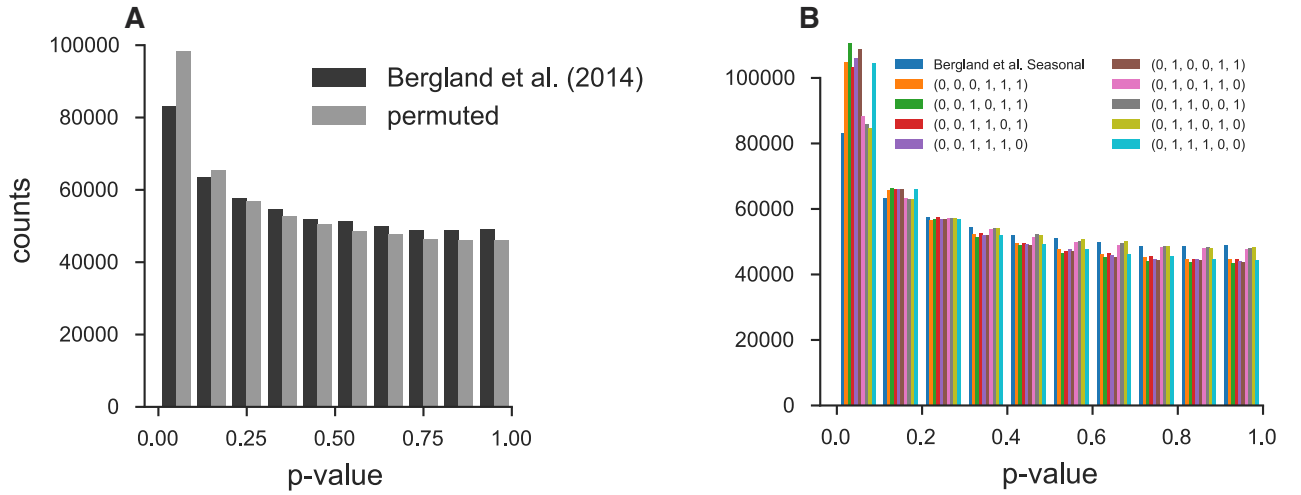 A
100000
80000
60000
40000
20000
0
counts
Bergland et al. (2014)
permuted
0.00
0.25
0.50
0.75
1.00
p-value
B
100000
80000
60000
40000
20000
0
Bergland et al. Seasonal
(0, 0, 0, 1, 1, 1)
(0, 0, 1, 0, 1, 1)
(0, 0, 1, 1, 0, 1)
(0, 0, 1, 1, 1, 0)
(0, 1, 0, 0, 1, 1)
(0, 1, 0, 1, 1, 0)
(0, 1, 1, 0, 0, 1)
(0, 1, 1, 0, 1, 0)
(0, 1, 1, 1, 0, 0)
0.0
0.2
0.4
0.6
0.8
1.0
p-value